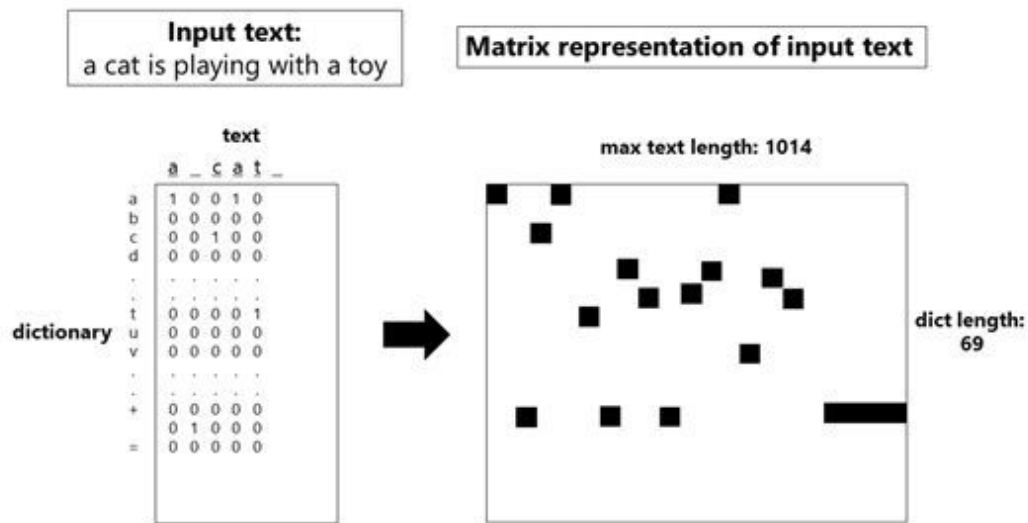 Input text:
a cat is playing with a toy
Matrix representation of input text
text
a _ c a t _
a 1 0 0 1 0
b 0 0 0 0 0
c 0 0 1 0 0
d 0 0 0 0 0
. . . . . .
. . . . . .
t 0 0 0 0 1
u 0 0 0 0 0
v 0 0 0 0 0
. . . . . .
. . . . . .
+ 0 0 0 0 0
0 1 0 0 0
= 0 0 0 0 0
dictionary
max text length: 1014
dict length:
69